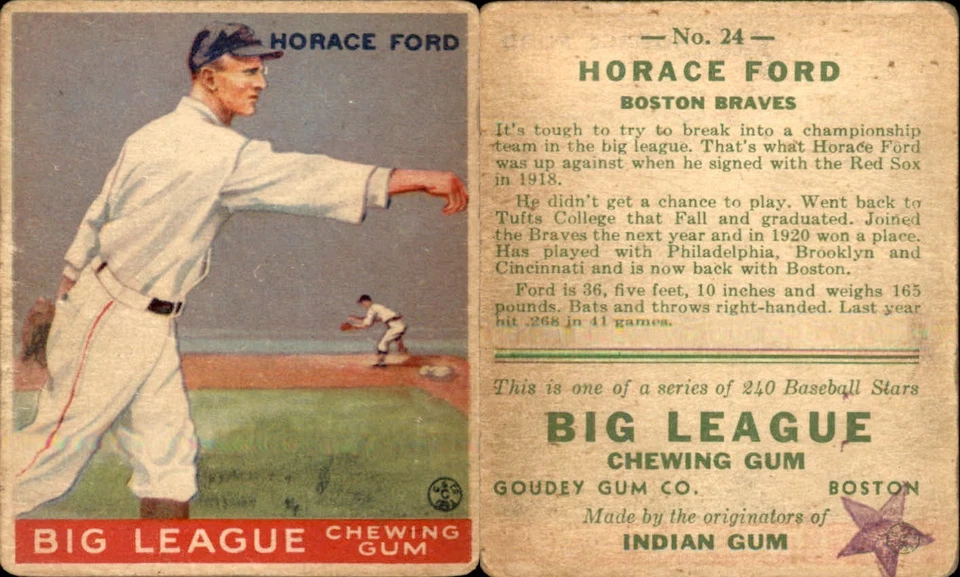 HORACE FORD
BIG LEAGUE
CHEWING
GUM
— No. 24 —
HORACE FORD
BOSTON BRAVES
It's tough to try to break into a championship
team in the big league. That's what Horace Ford
was up against when he signed with the Red Sox
in 1918.
He didn't get a chance to play. Went back to
Tufts College that Fall and graduated. Joined
the Braves the next year and in 1920 won a place.
Has played with Philadelphia, Brooklyn and
Cincinnati and is now back with Boston.
Ford is 36, five feet, 10 inches and weighs 165
pounds. Bats and throws right-handed. Last year
hit .268 in 41 games.
This is one of a series of 240 Baseball Stars
BIG LEAGUE
CHEWING GUM
GOUDEY GUM CO. BOSTON
Made by the originators of
INDIAN GUM